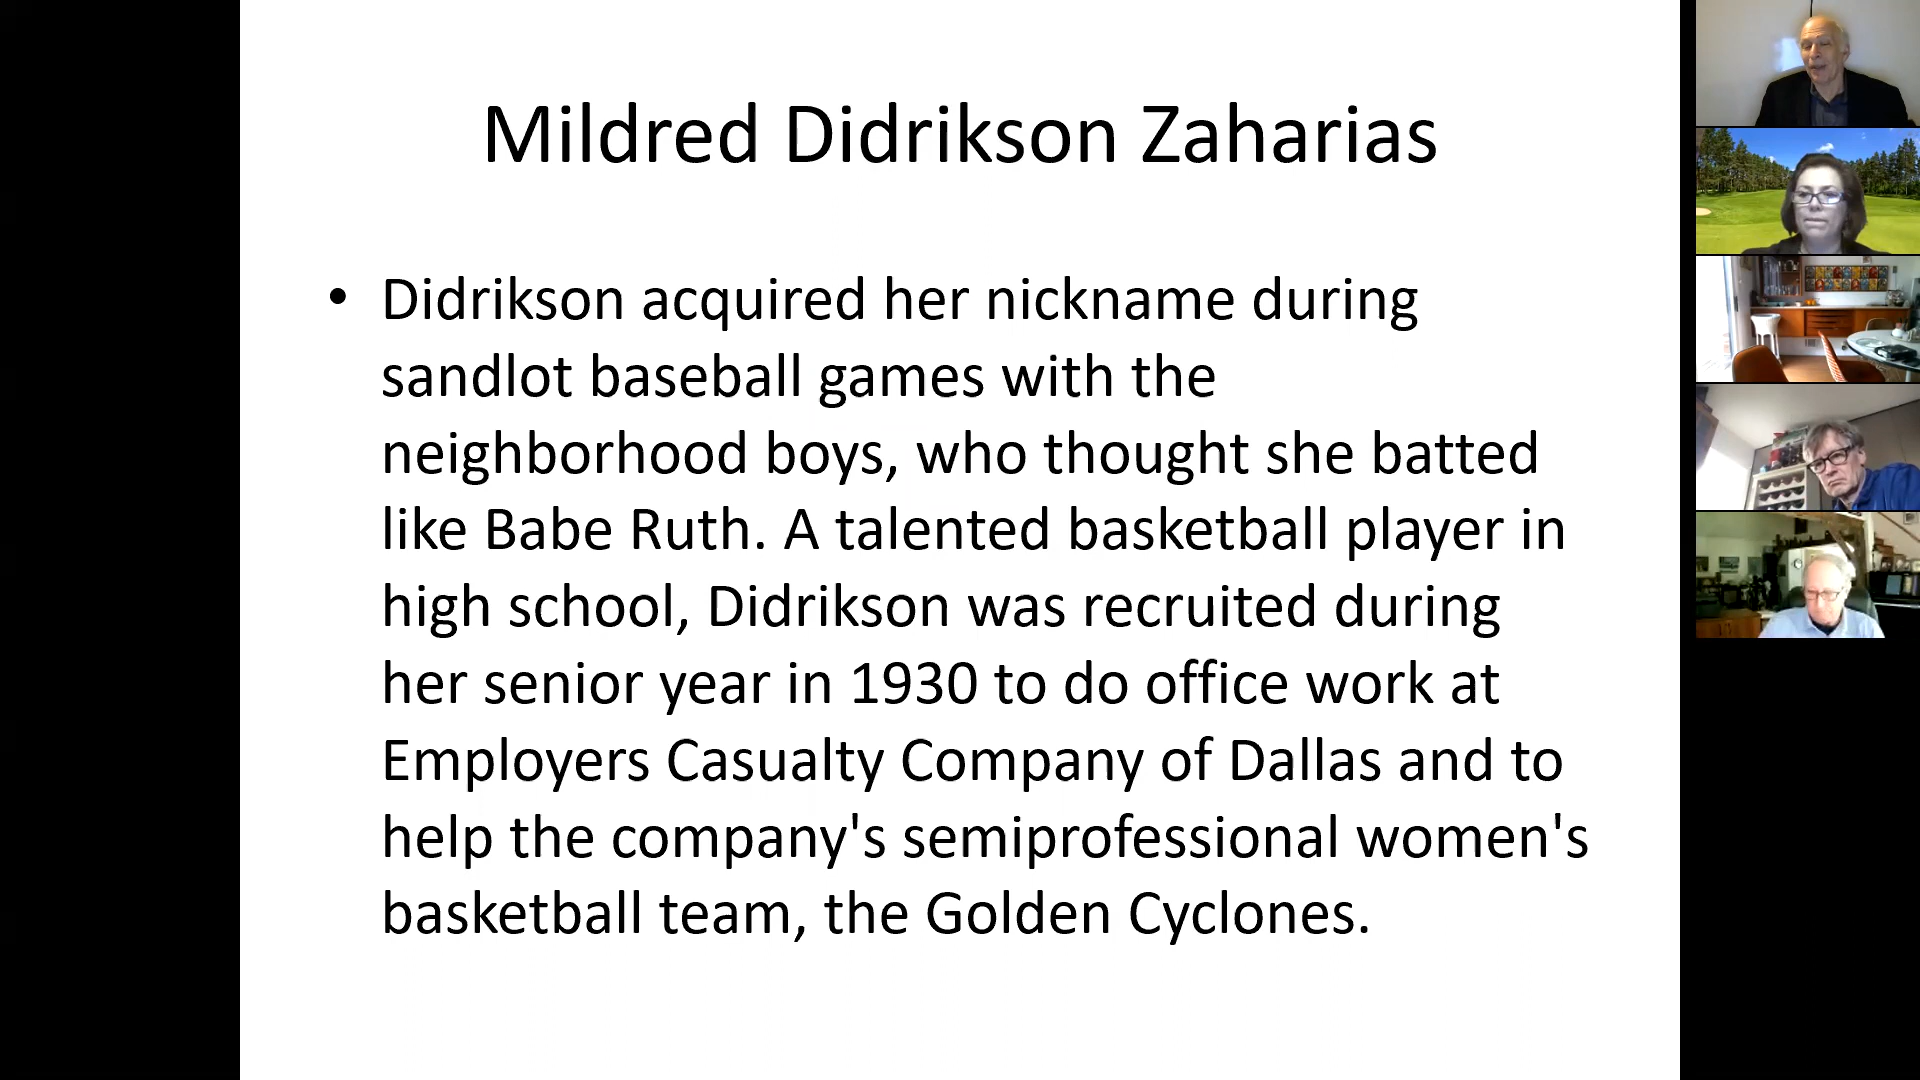 Mildred Didrikson Zaharias
• Didrikson acquired her nickname during
sandlot baseball games with the
neighborhood boys, who thought she batted
like Babe Ruth. A talented basketball player in
high school, Didrikson was recruited during
her senior year in 1930 to do office work at
Employers Casualty Company of Dallas and to
help the company's semiprofessional women's
basketball team, the Golden Cyclones.